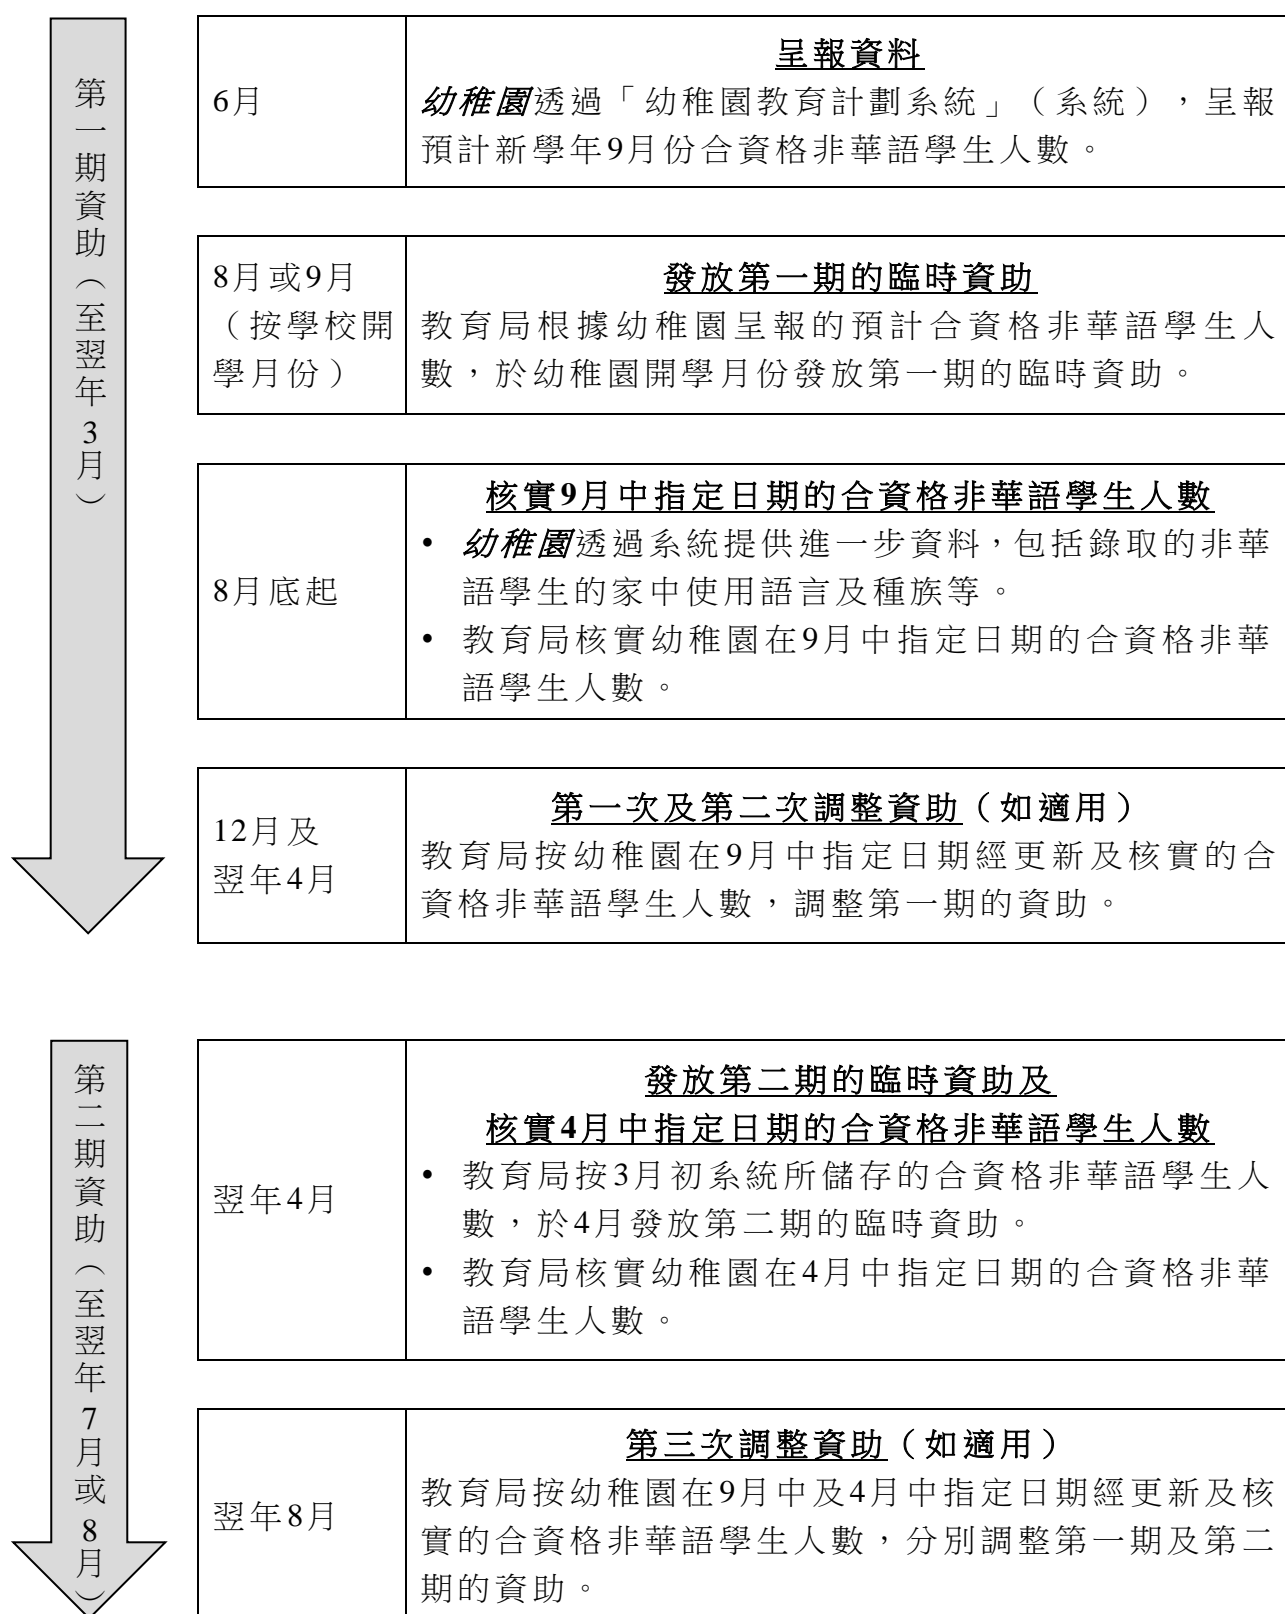 第一期資助（至翌年3月）
6月
呈報資料
幼稚園透過「幼稚園教育計劃系統」（系統），呈報
預計新學年9月份合資格非華語學生人數。
8月或9月
（按學校開
學月份）
發放第一期的臨時資助
教育局根據幼稚園呈報的預計合資格非華語學生人
數，於幼稚園開學月份發放第一期的臨時資助。
8月底起
核實9月中指定日期的合資格非華語學生人數
• 幼稚園透過系統提供進一步資料，包括錄取的非華
語學生的家中使用語言及種族等。
• 教育局核實幼稚園在9月中指定日期的合資格非華
語學生人數。
12月及
翌年4月
第一次及第二次調整資助（如適用）
教育局按幼稚園在9月中指定日期經更新及核實的合
資格非華語學生人數，調整第一期的資助。
第二期資助（至翌年7月或8月）
翌年4月
發放第二期的臨時資助及
核實4月中指定日期的合資格非華語學生人數
• 教育局按3月初系統所儲存的合資格非華語學生人
數，於4月發放第二期的臨時資助。
• 教育局核實幼稚園在4月中指定日期的合資格非華
語學生人數。
翌年8月
第三次調整資助（如適用）
教育局按幼稚園在9月中及4月中指定日期經更新及核
實的合資格非華語學生人數，分別調整第一期及第二
期的資助。